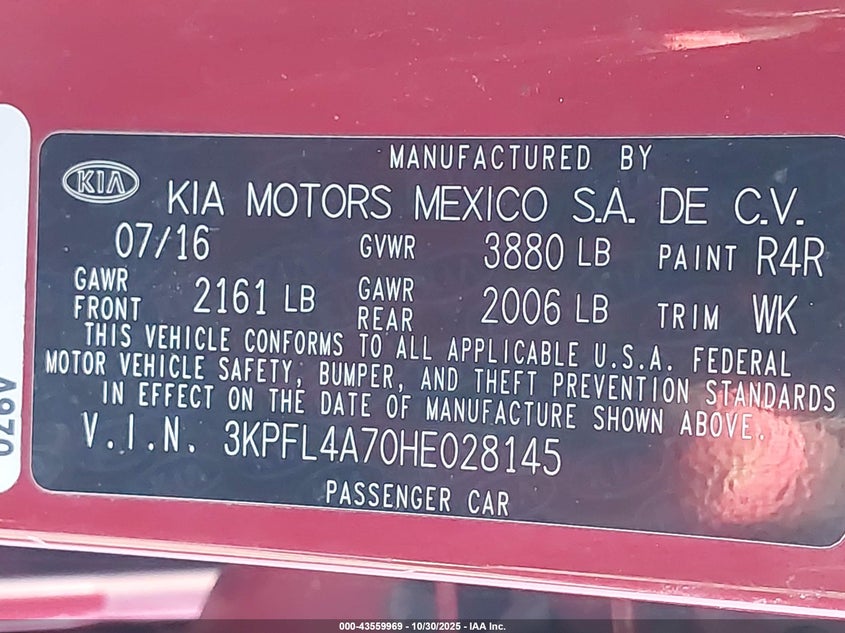 MANUFACTURED BY
KIA
KIA MOTORS MEXICO S.A. DE C.V.
07/16 GVWR 3880 LB PAINT R4R
GAWR FRONT 2161 LB GAWR REAR 2006 LB TRIM WK
THIS VEHICLE CONFORMS TO ALL APPLICABLE U.S.A. FEDERAL
MOTOR VEHICLE SAFETY, BUMPER, AND THEFT PREVENTION STANDARDS
IN EFFECT ON THE DATE OF MANUFACTURE SHOWN ABOVE.
V.I.N. 3KPFL4A70HE028145
PASSENGER CAR
000-43559969 - 10/30/2025 - IAA Inc.